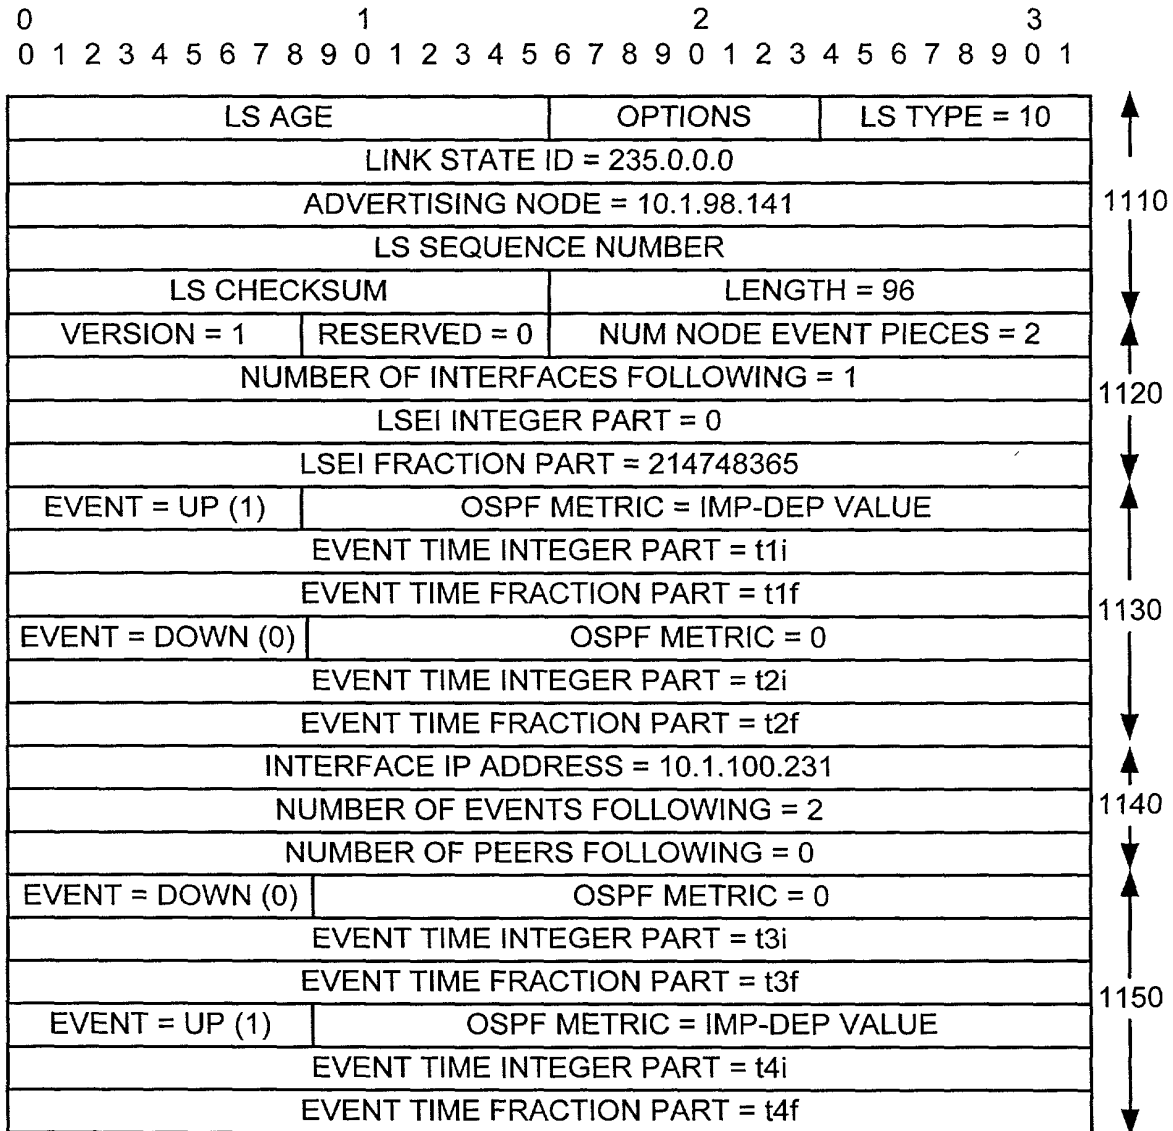 0 1 2 3
0 1 2 3 4 5 6 7 8 9 0 1 2 3 4 5 6 7 8 9 0 1 2 3 4 5 6 7 8 9 0 1
LS AGE OPTIONS LS TYPE = 10
LINK STATE ID = 235.0.0.0
ADVERTISING NODE = 10.1.98.141 1110
LS SEQUENCE NUMBER
LS CHECKSUM LENGTH = 96
VERSION = 1 RESERVED = 0 NUM NODE EVENT PIECES = 2
NUMBER OF INTERFACES FOLLOWING = 1 1120
LSEI INTEGER PART = 0
LSEI FRACTION PART = 214748365
EVENT = UP (1) OSPF METRIC = IMP-DEP VALUE
EVENT TIME INTEGER PART = t1i
EVENT TIME FRACTION PART = t1f 1130
EVENT = DOWN (0) OSPF METRIC = 0
EVENT TIME INTEGER PART = t2i
EVENT TIME FRACTION PART = t2f
INTERFACE IP ADDRESS = 10.1.100.231
NUMBER OF EVENTS FOLLOWING = 2 1140
NUMBER OF PEERS FOLLOWING = 0
EVENT = DOWN (0) OSPF METRIC = 0
EVENT TIME INTEGER PART = t3i
EVENT TIME FRACTION PART = t3f 1150
EVENT = UP (1) OSPF METRIC = IMP-DEP VALUE
EVENT TIME INTEGER PART = t4i
EVENT TIME FRACTION PART = t4f